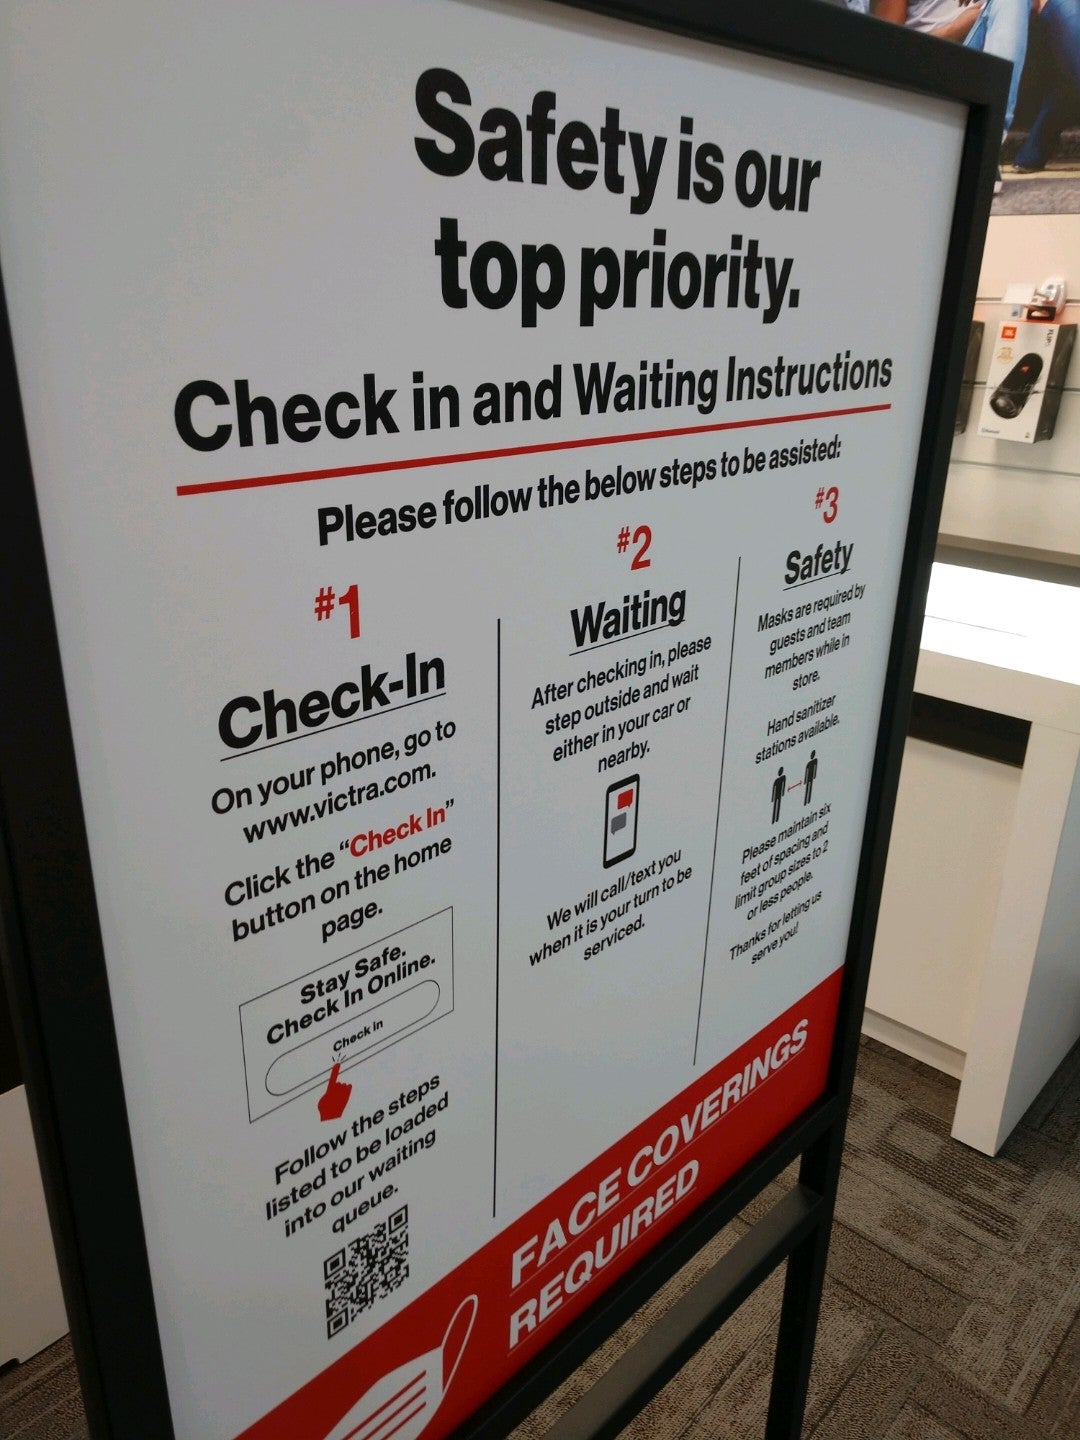 Safety is our
top priority.
Check in and Waiting Instructions
Please follow the below steps to be assisted:
#1
Check-In
On your phone, go to
www.victra.com.
Click the “Check In”
button on the home
page.
Stay Safe.
Check In Online.
Check in
Follow the steps
listed to be loaded
into our waiting
queue.
#2
Waiting
After checking in, please
step outside and wait
either in your car or
nearby.
We will call/text you
when it is your turn to be
serviced.
#3
Safety
Masks are required by
guests and team
members while in
store.
Hand sanitizer
stations available.
Please maintain six
feet of spacing and
limit group sizes to 2
or less people.
Thanks for letting us
serve you!
FACE COVERINGS
REQUIRED
JBL